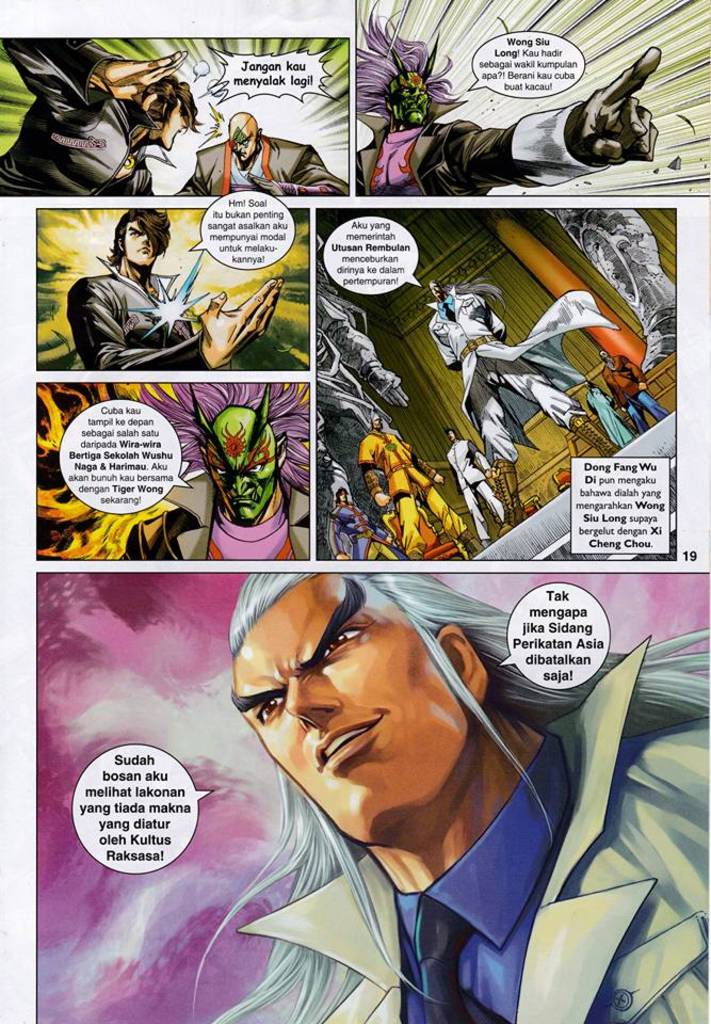 Jangan kau
menyalak lagi!
Wong Siu
Long! Kau hadir
sebagai wakil kumpulan
apa?! Berani kau cuba
buat kacau!
Hm! Soal
itu bukan penting
sangat asalkan aku
mempunyai modal
untuk melaku-
kannya!
Aku yang
memerintah
Utusan Rembulan
menceburkan
dirinya ke dalam
pertempuran!
Cuba kau
tampil ke depan
sebagai salah satu
daripada Wira-wira
Bertiga Sekolah Wushu
Naga & Harimau. Aku
akan bunuh kau bersama
dengan Tiger Wong
sekarang!
Dong Fang Wu
Di pun mengaku
bahawa dialah yang
mengarahkan Wong
Siu Long supaya
bergelut dengan Xi
Cheng Chou.
19
Tak
mengapa
jika Sidang
Perikatan Asia
dibatalkan
saja!
Sudah
bosan aku
melihat lakonan
yang tiada makna
yang diatur
oleh Kultus
Raksasa!